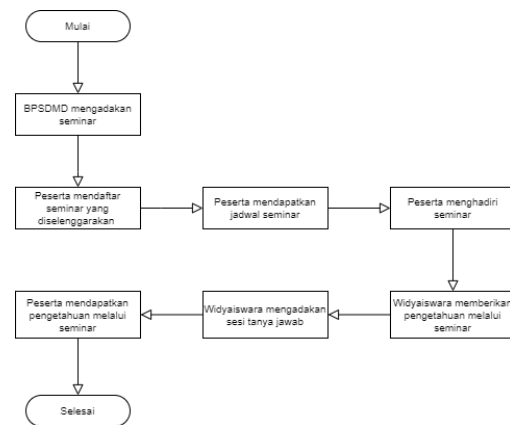 Mulai
BPSDMD mengadakan
seminar
Peserta mendaftar
seminar yang
diselenggarakan
Peserta mendapatkan
jadwal seminar
Peserta menghadiri
seminar
Widyaiswara memberikan
pengetahuan melalui
seminar
Widyaiswara mengadakan
sesi tanya jawab
Peserta mendapatkan
pengetahuan melalui
seminar
Selesai